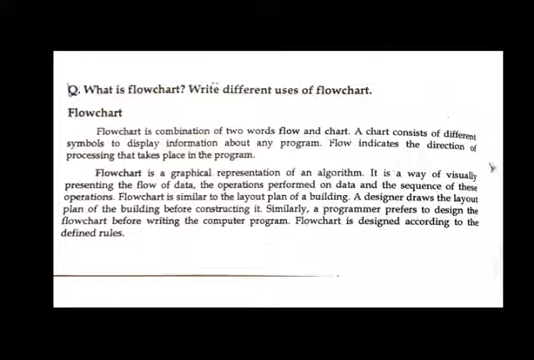 Q. What is flowchart? Write different uses of flowchart.
Flowchart
Flowchart is combination of two words flow and chart. A chart consists of different
symbols to display information about any program. Flow indicates the direction of
processing that takes place in the program.
Flowchart is a graphical representation of an algorithm. It is a way of visually
presenting the flow of data, the operations performed on data and the sequence of these
operations. Flowchart is similar to the layout plan of a building. A designer draws the layout
plan of the building before constructing it. Similarly, a programmer prefers to design the
flowchart before writing the computer program. Flowchart is designed according to the
defined rules.